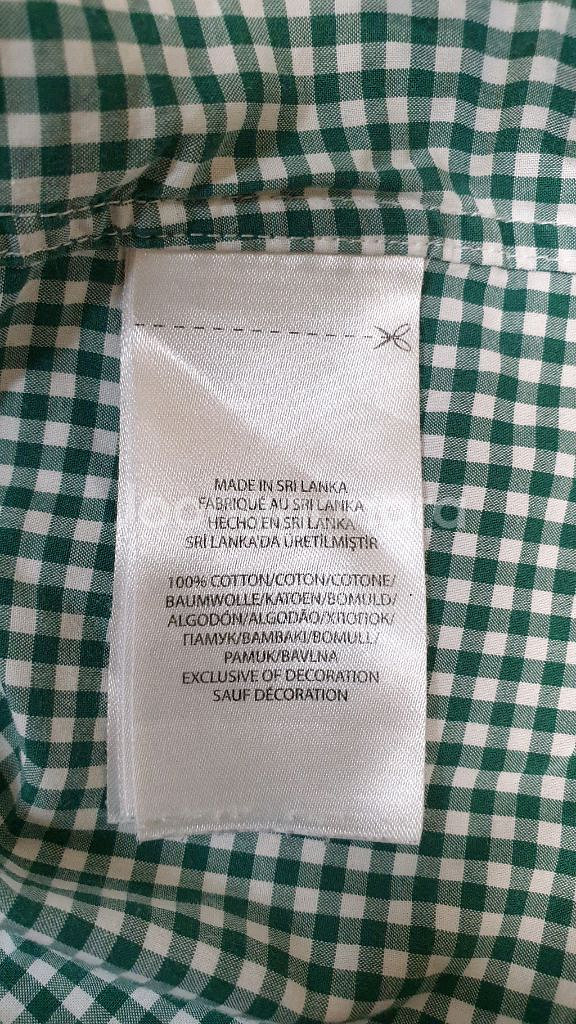 MADE IN SRI LANKA
FABRIQUÉ AU SRI LANKA
HECHO EN SRI LANKA
SRİ LANKA'DA ÜRETİLMİŞTİR
100% COTTON/COTON/COTONE/
BAUMWOLLE/KATOEN/BOMULD/
ALGODÓN/ALGODÃO/ХЛОПОК/
ПАМУК/ΒΑΜΒΑΚΙ/BOMULL/
PAMUK/BAVLNA
EXCLUSIVE OF DECORATION
SAUF DÉCORATION